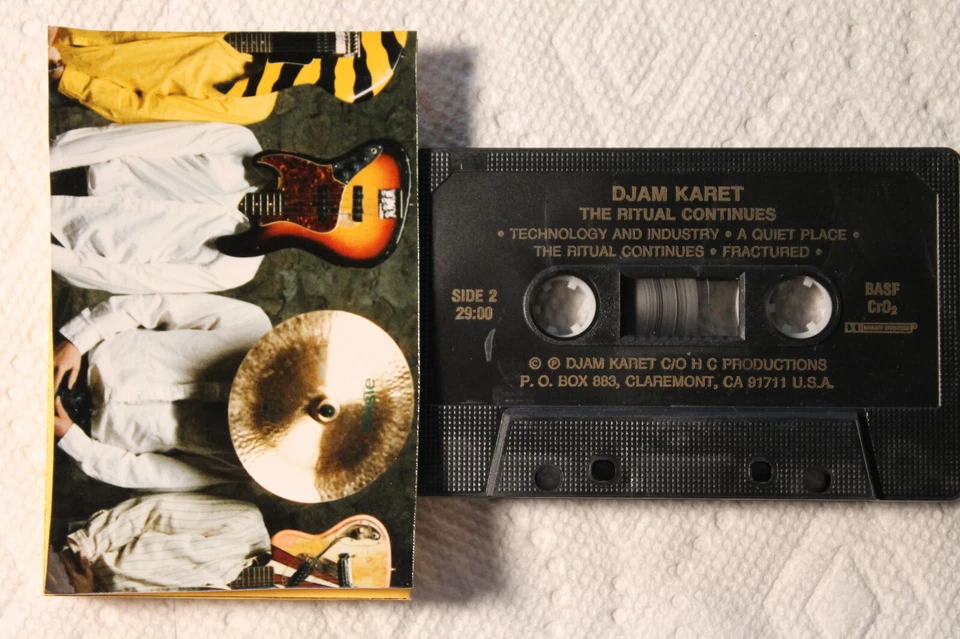 DJAM KARET
THE RITUAL CONTINUES
• TECHNOLOGY AND INDUSTRY • A QUIET PLACE •
THE RITUAL CONTINUES • FRACTURED •
SIDE 2
29:00
BASF
CrO₂
© ℗ DJAM KARET C/O H C PRODUCTIONS
P. O. BOX 883, CLAREMONT, CA 91711 U.S.A.